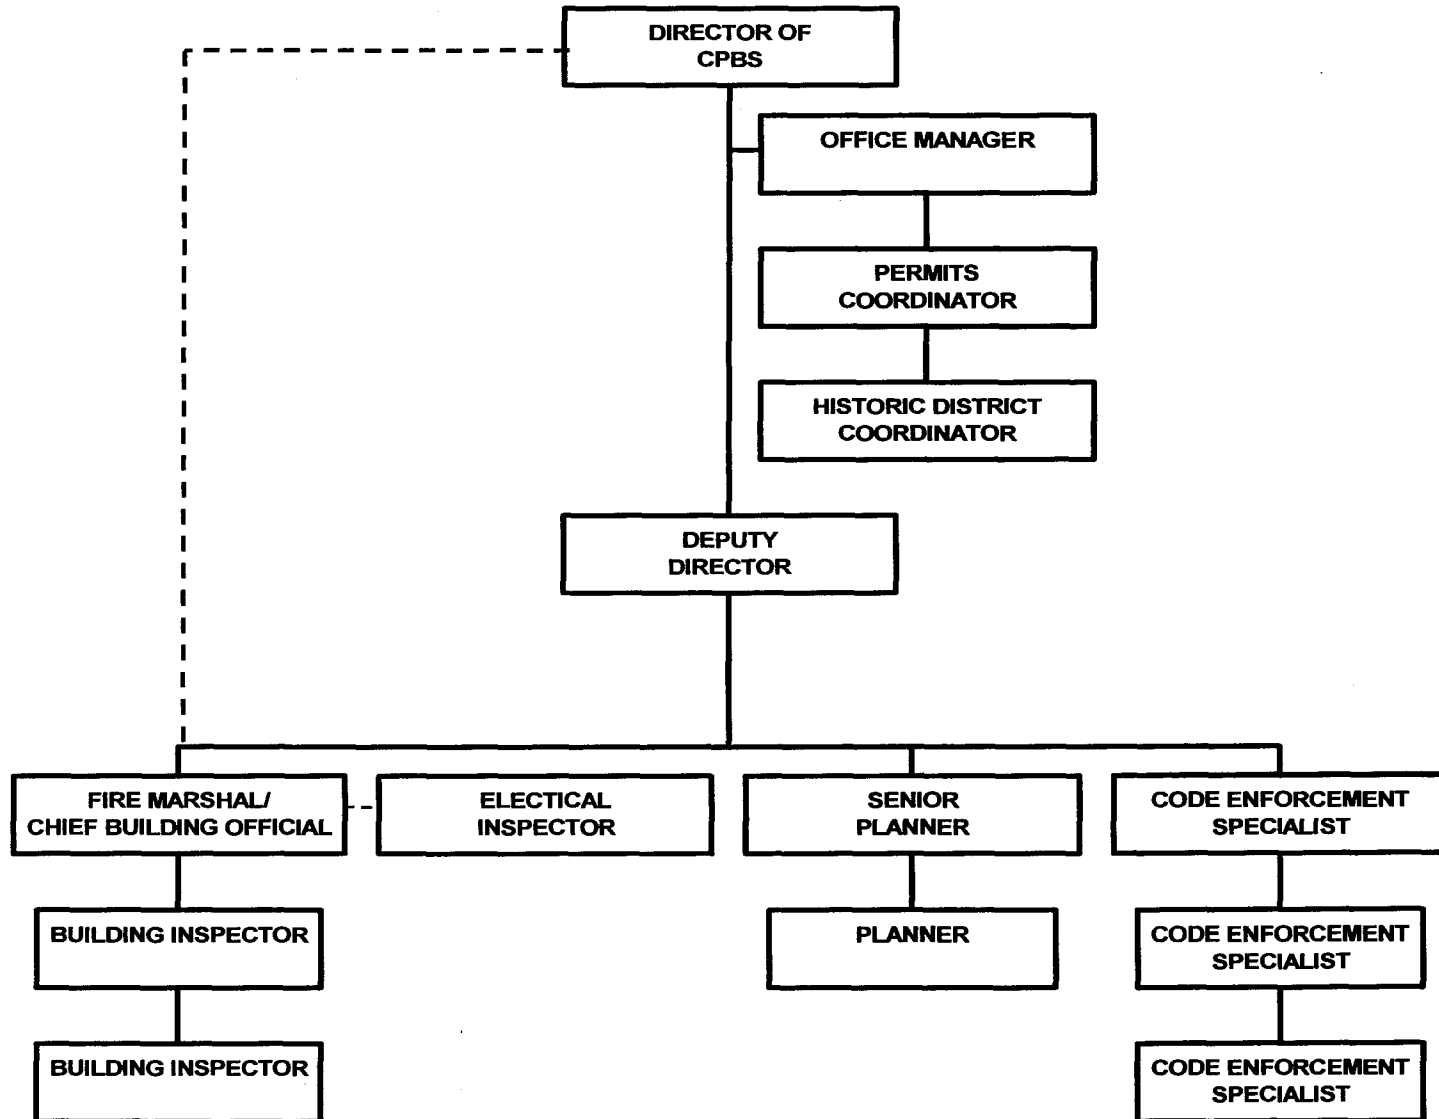 DIRECTOR OF
CPBS
OFFICE MANAGER
PERMITS
COORDINATOR
HISTORIC DISTRICT
COORDINATOR
DEPUTY
DIRECTOR
FIRE MARSHAL/
CHIEF BUILDING OFFICIAL
ELECTICAL
INSPECTOR
SENIOR
PLANNER
CODE ENFORCEMENT
SPECIALIST
BUILDING INSPECTOR
PLANNER
CODE ENFORCEMENT
SPECIALIST
BUILDING INSPECTOR
CODE ENFORCEMENT
SPECIALIST